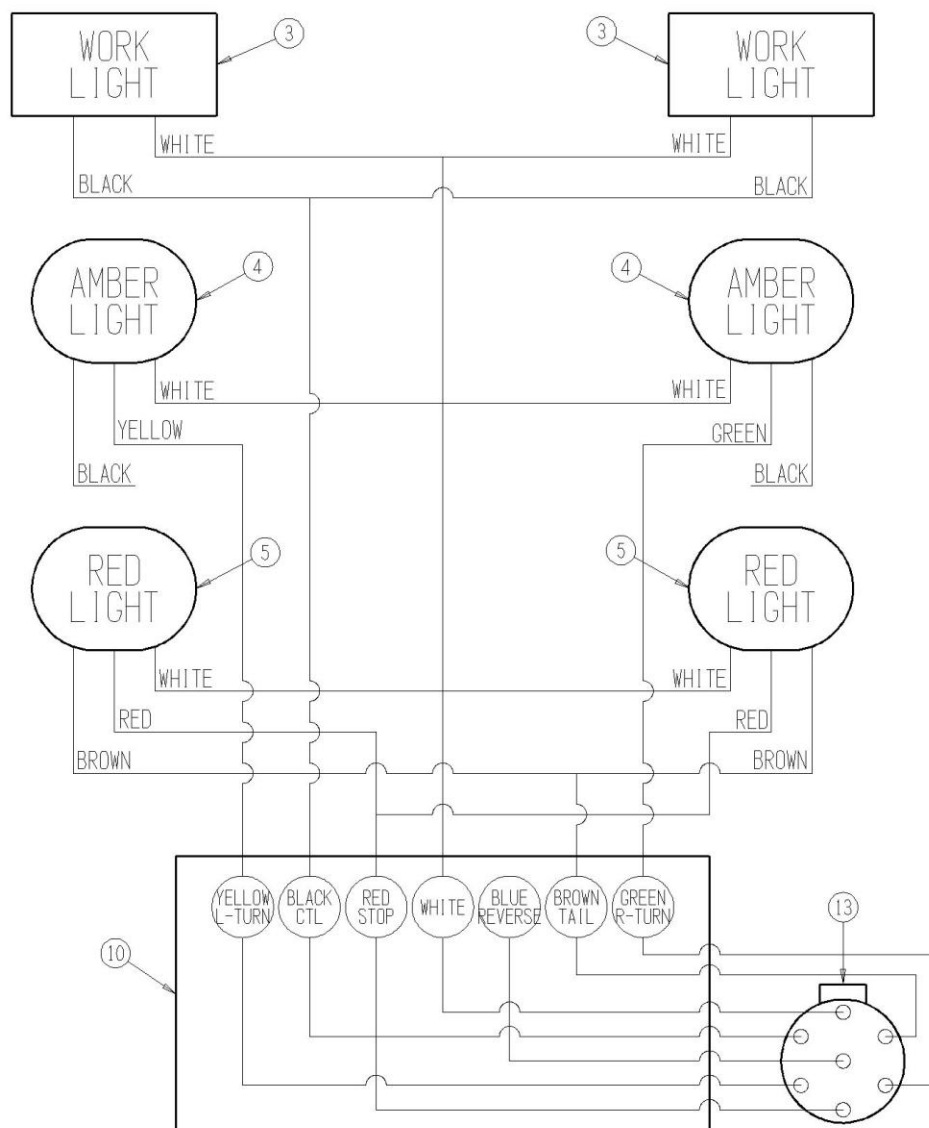 WORK
LIGHT
3
3
WORK
LIGHT
WHITE
WHITE
BLACK
BLACK
AMBER
LIGHT
4
4
AMBER
LIGHT
WHITE
WHITE
YELLOW
GREEN
BLACK
BLACK
RED
LIGHT
5
5
RED
LIGHT
WHITE
WHITE
RED
RED
BROWN
BROWN
YELLOW
L-TURN
BLACK
CTL
RED
STOP
WHITE
BLUE
REVERSE
BROWN
TAIL
GREEN
R-TURN
10
13